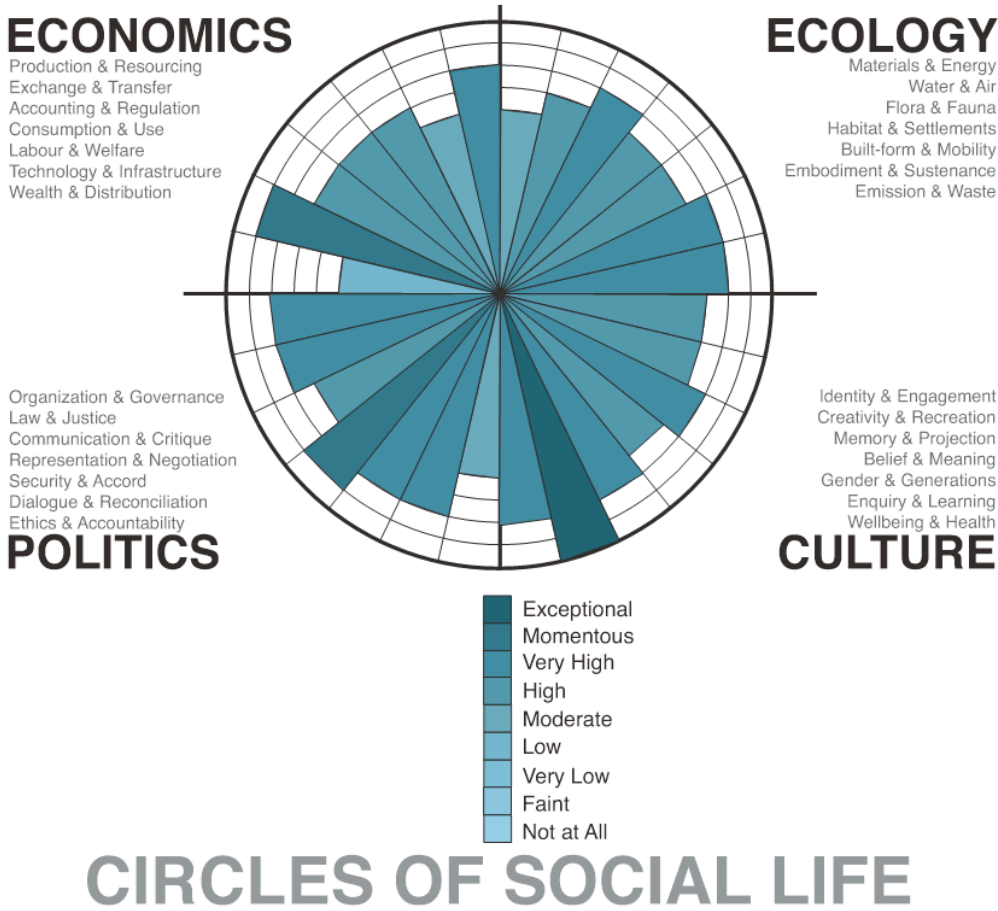 ECONOMICS
Production & Resourcing
Exchange & Transfer
Accounting & Regulation
Consumption & Use
Labour & Welfare
Technology & Infrastructure
Wealth & Distribution
ECOLOGY
Materials & Energy
Water & Air
Flora & Fauna
Habitat & Settlements
Built-form & Mobility
Embodiment & Sustenance
Emission & Waste
Organization & Governance
Law & Justice
Communication & Critique
Representation & Negotiation
Security & Accord
Dialogue & Reconciliation
Ethics & Accountability
POLITICS
Identity & Engagement
Creativity & Recreation
Memory & Projection
Belief & Meaning
Gender & Generations
Enquiry & Learning
Wellbeing & Health
CULTURE
Exceptional
Momentous
Very High
High
Moderate
Low
Very Low
Faint
Not at All
CIRCLES OF SOCIAL LIFE